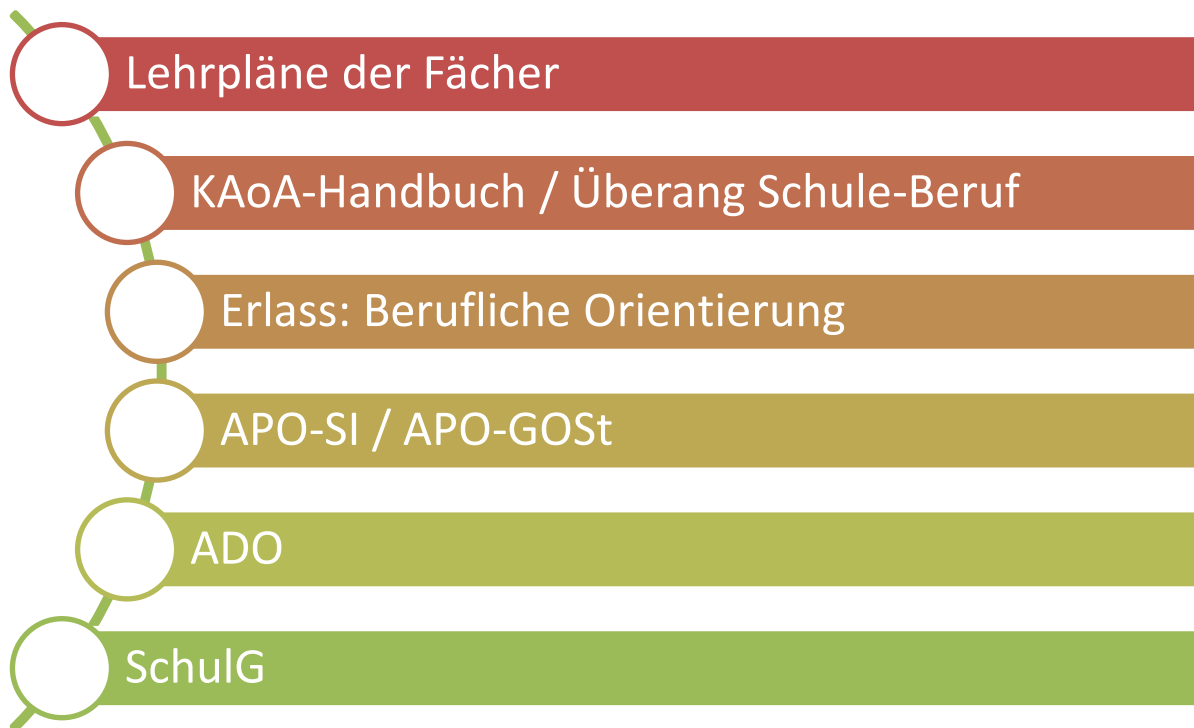 Lehrpläne der Fächer
KAoA-Handbuch / Überang Schule-Beruf
Erlass: Berufliche Orientierung
APO-SI / APO-GOSt
ADO
SchulG